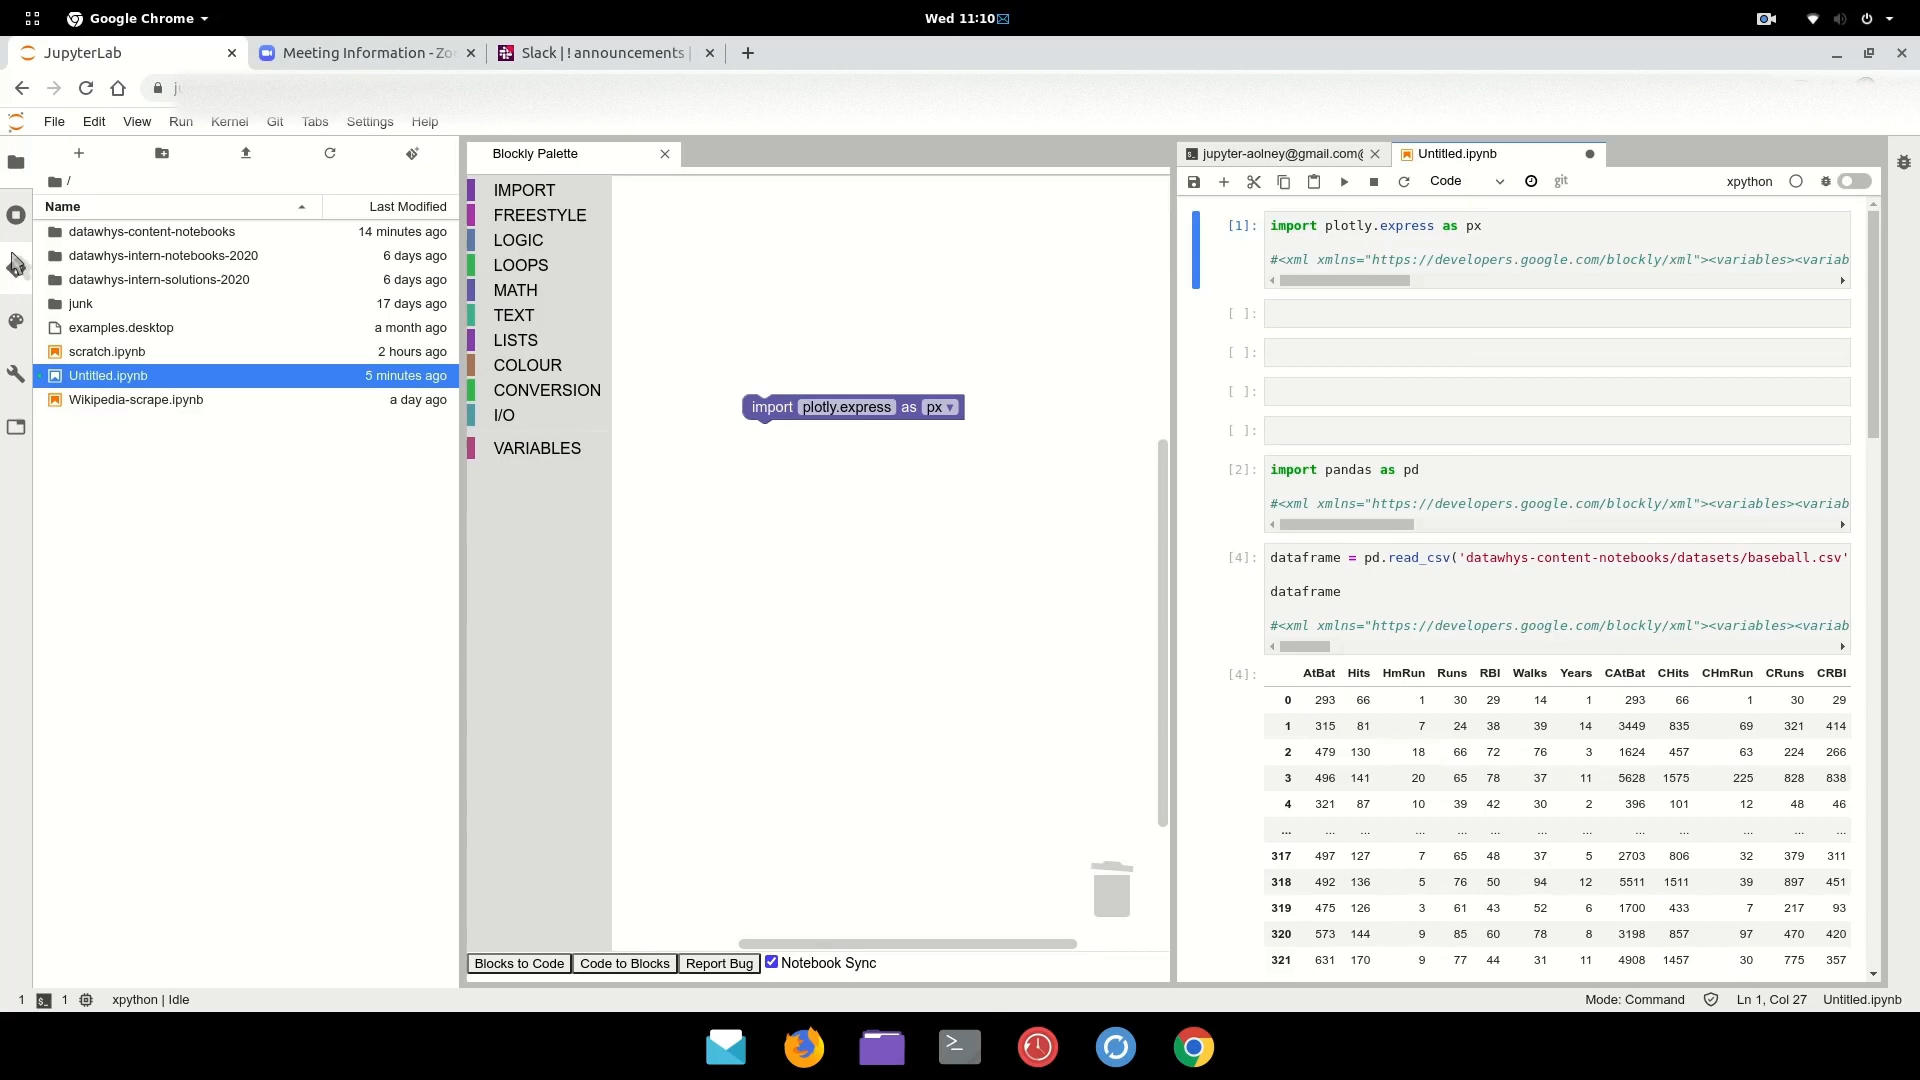 Google Chrome
Wed 11:10
JupyterLab
Meeting Information - Zo
Slack | ! announcements |
File Edit View Run Kernel Git Tabs Settings Help
/
Name Last Modified
datawhys-content-notebooks 14 minutes ago
datawhys-intern-notebooks-2020 6 days ago
datawhys-intern-solutions-2020 6 days ago
junk 17 days ago
examples.desktop a month ago
scratch.ipynb 2 hours ago
Untitled.ipynb 5 minutes ago
Wikipedia-scrape.ipynb a day ago
Blockly Palette
IMPORT
FREESTYLE
LOGIC
LOOPS
MATH
TEXT
LISTS
COLOUR
CONVERSION
I/O
VARIABLES
import plotly.express as px
Blocks to Code Code to Blocks Report Bug Notebook Sync
jupyter-aolney@gmail.com@ Untitled.ipynb
Code git xpython
[1]: import plotly.express as px
#<xml xmlns="https://developers.google.com/blockly/xml"><variables><variab
[ ]:
[ ]:
[ ]:
[ ]:
[2]: import pandas as pd
#<xml xmlns="https://developers.google.com/blockly/xml"><variables><variab
[4]: dataframe = pd.read_csv('datawhys-content-notebooks/datasets/baseball.csv'
dataframe
#<xml xmlns="https://developers.google.com/blockly/xml"><variables><variab
[4]: AtBat Hits HmRun Runs RBI Walks Years CAtBat CHits CHmRun CRuns CRBI
0 293 66 1 30 29 14 1 293 66 1 30 29
1 315 81 7 24 38 39 14 3449 835 69 321 414
2 479 130 18 66 72 76 3 1624 457 63 224 266
3 496 141 20 65 78 37 11 5628 1575 225 828 838
4 321 87 10 39 42 30 2 396 101 12 48 46
... ... ... ... ... ... ... ... ... ... ... ... ...
317 497 127 7 65 48 37 5 2703 806 32 379 311
318 492 136 5 76 50 94 12 5511 1511 39 897 451
319 475 126 3 61 43 52 6 1700 433 7 217 93
320 573 144 9 85 60 78 8 3198 857 97 470 420
321 631 170 9 77 44 31 11 4908 1457 30 775 357
1 1 xpython | Idle Mode: Command Ln 1, Col 27 Untitled.ipynb